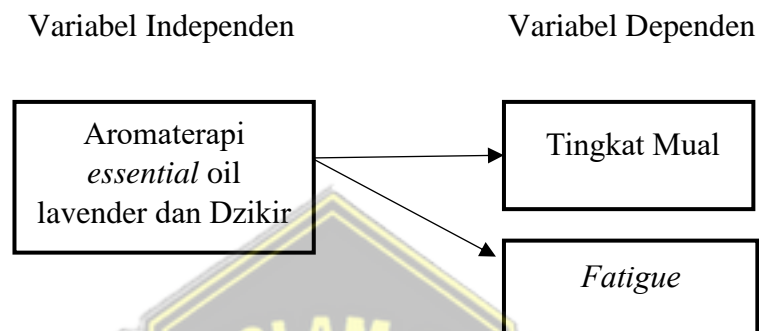 Variabel Independen
Variabel Dependen
Aromaterapi
essential oil
lavender dan Dzikir
Tingkat Mual
Fatigue